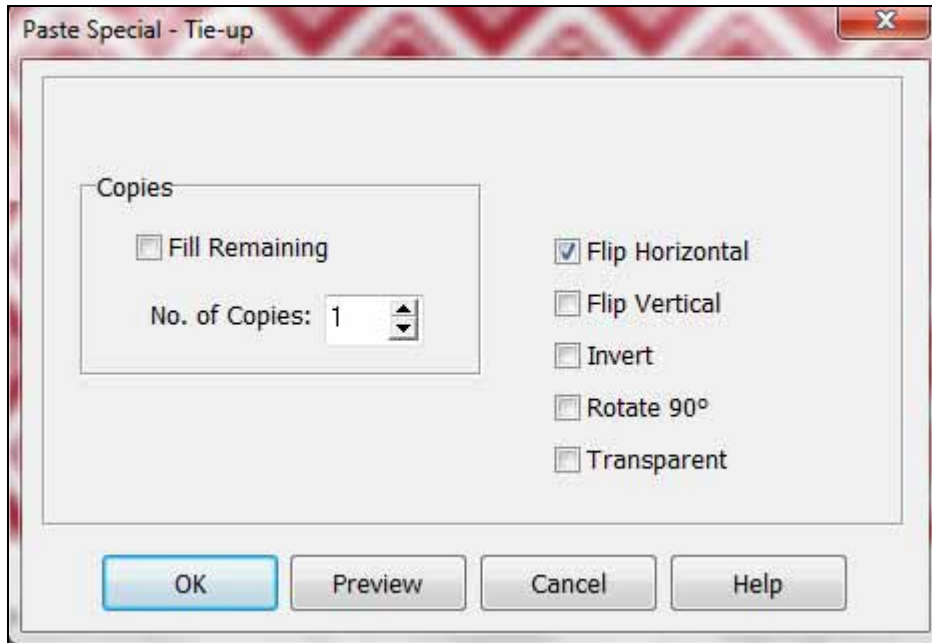 Paste Special - Tie-up
Copies
Fill Remaining
No. of Copies: 1
Flip Horizontal
Flip Vertical
Invert
Rotate 90º
Transparent
OK Preview Cancel Help